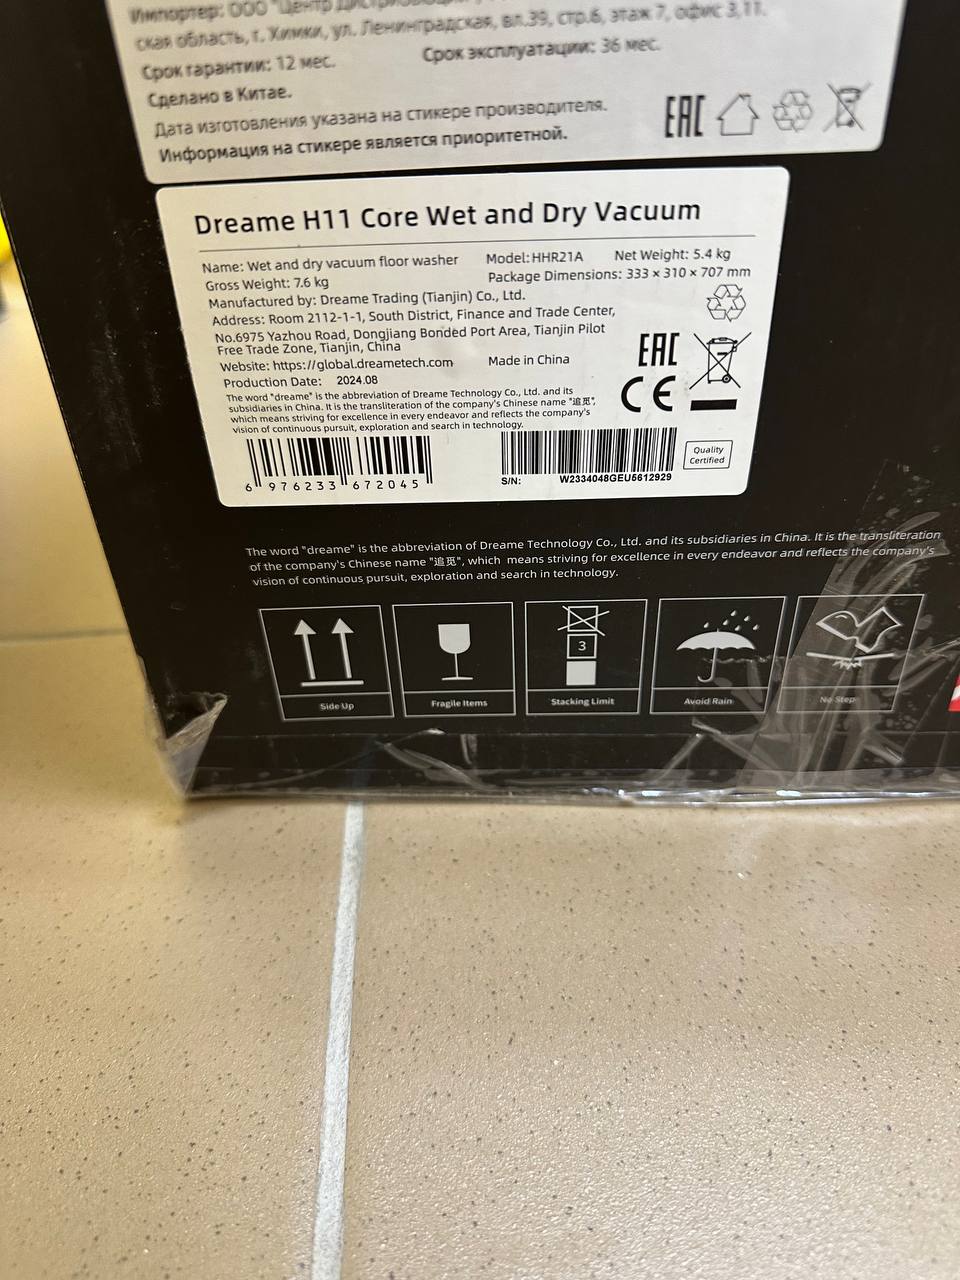 Импортер: ООО "Центр Дистрибьюции",
ская область, г. Химки, ул. Ленинградская, вл.39, стр.6, этаж 7, офис 3,11.
Срок гарантии: 12 мес. Срок эксплуатации: 36 мес.
Сделано в Китае.
Дата изготовления указана на стикере производителя.
Информация на стикере является приоритетной.
EAC
Dreame H11 Core Wet and Dry Vacuum
Name: Wet and dry vacuum floor washer Model: HHR21A Net Weight: 5.4 kg
Gross Weight: 7.6 kg Package Dimensions: 333 × 310 × 707 mm
Manufactured by: Dreame Trading (Tianjin) Co., Ltd.
Address: Room 2112-1-1, South District, Finance and Trade Center,
No.6975 Yazhou Road, Dongjiang Bonded Port Area, Tianjin Pilot
Free Trade Zone, Tianjin, China
Website: https://global.dreametech.com Made in China
Production Date: 2024.08
EAC
CE
The word "dreame" is the abbreviation of Dreame Technology Co., Ltd. and its
subsidiaries in China. It is the transliteration of the company's Chinese name "追觅",
which means striving for excellence in every endeavor and reflects the company's
vision of continuous pursuit, exploration and search in technology.
6 976233 672045
S/N: W2334048GEU5612929
Quality
Certified
The word "dreame" is the abbreviation of Dreame Technology Co., Ltd. and its subsidiaries in China. It is the transliteration
of the company's Chinese name "追觅", which means striving for excellence in every endeavor and reflects the company's
vision of continuous pursuit, exploration and search in technology.
3
Side Up Fragile Items Stacking Limit Avoid Rain No Step